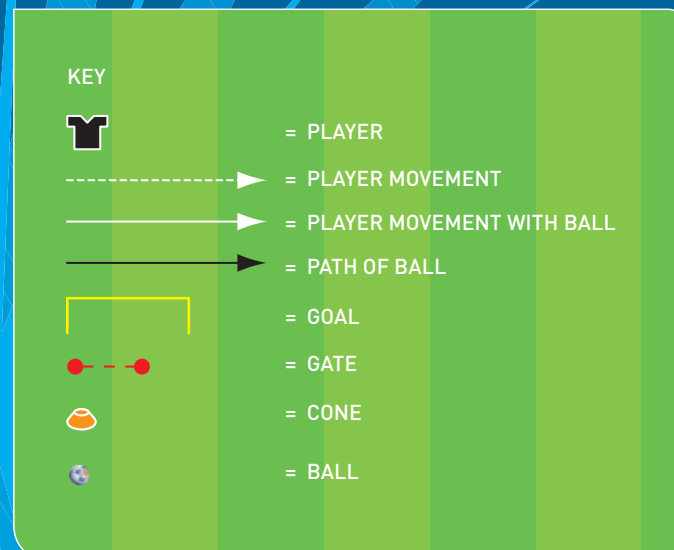 KEY
= PLAYER
= PLAYER MOVEMENT
= PLAYER MOVEMENT WITH BALL
= PATH OF BALL
= GOAL
= GATE
= CONE
= BALL